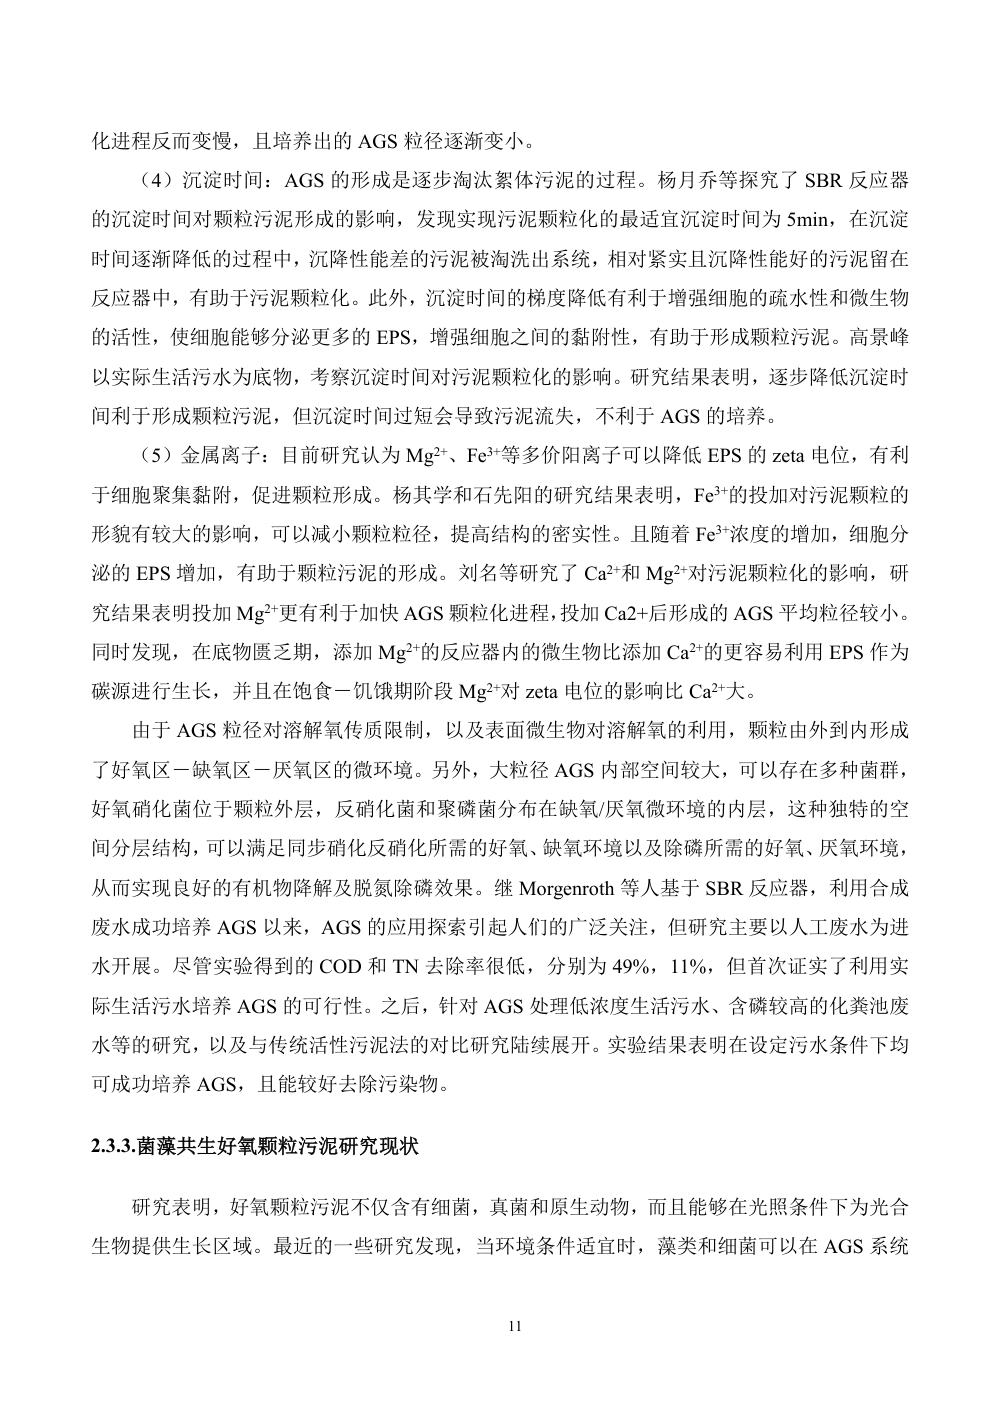 化进程反而变慢，且培养出的 AGS 粒径逐渐变小。
（4）沉淀时间：AGS 的形成是逐步淘汰絮体污泥的过程。杨月乔等探究了 SBR 反应器
的沉淀时间对颗粒污泥形成的影响，发现实现污泥颗粒化的最适宜沉淀时间为 5min，在沉淀
时间逐渐降低的过程中，沉降性能差的污泥被淘洗出系统，相对紧实且沉降性能好的污泥留在
反应器中，有助于污泥颗粒化。此外，沉淀时间的梯度降低有利于增强细胞的疏水性和微生物
的活性，使细胞能够分泌更多的 EPS，增强细胞之间的黏附性，有助于形成颗粒污泥。高景峰
以实际生活污水为底物，考察沉淀时间对污泥颗粒化的影响。研究结果表明，逐步降低沉淀时
间利于形成颗粒污泥，但沉淀时间过短会导致污泥流失，不利于 AGS 的培养。
（5）金属离子：目前研究认为 Mg²⁺、Fe³⁺等多价阳离子可以降低 EPS 的 zeta 电位，有利
于细胞聚集黏附，促进颗粒形成。杨其学和石先阳的研究结果表明，Fe³⁺的投加对污泥颗粒的
形貌有较大的影响，可以减小颗粒粒径，提高结构的密实性。且随着 Fe³⁺浓度的增加，细胞分
泌的 EPS 增加，有助于颗粒污泥的形成。刘名等研究了 Ca²⁺和 Mg²⁺对污泥颗粒化的影响，研
究结果表明投加 Mg²⁺更有利于加快 AGS 颗粒化进程，投加 Ca2+后形成的 AGS 平均粒径较小。
同时发现，在底物匮乏期，添加 Mg²⁺的反应器内的微生物比添加 Ca²⁺的更容易利用 EPS 作为
碳源进行生长，并且在饱食－饥饿期阶段 Mg²⁺对 zeta 电位的影响比 Ca²⁺大。
由于 AGS 粒径对溶解氧传质限制，以及表面微生物对溶解氧的利用，颗粒由外到内形成
了好氧区－缺氧区－厌氧区的微环境。另外，大粒径 AGS 内部空间较大，可以存在多种菌群，
好氧硝化菌位于颗粒外层，反硝化菌和聚磷菌分布在缺氧/厌氧微环境的内层，这种独特的空
间分层结构，可以满足同步硝化反硝化所需的好氧、缺氧环境以及除磷所需的好氧、厌氧环境，
从而实现良好的有机物降解及脱氮除磷效果。继 Morgenroth 等人基于 SBR 反应器，利用合成
废水成功培养 AGS 以来，AGS 的应用探索引起人们的广泛关注，但研究主要以人工废水为进
水开展。尽管实验得到的 COD 和 TN 去除率很低，分别为 49%，11%，但首次证实了利用实
际生活污水培养 AGS 的可行性。之后，针对 AGS 处理低浓度生活污水、含磷较高的化粪池废
水等的研究，以及与传统活性污泥法的对比研究陆续展开。实验结果表明在设定污水条件下均
可成功培养 AGS，且能较好去除污染物。
2.3.3.菌藻共生好氧颗粒污泥研究现状
研究表明，好氧颗粒污泥不仅含有细菌，真菌和原生动物，而且能够在光照条件下为光合
生物提供生长区域。最近的一些研究发现，当环境条件适宜时，藻类和细菌可以在 AGS 系统
11